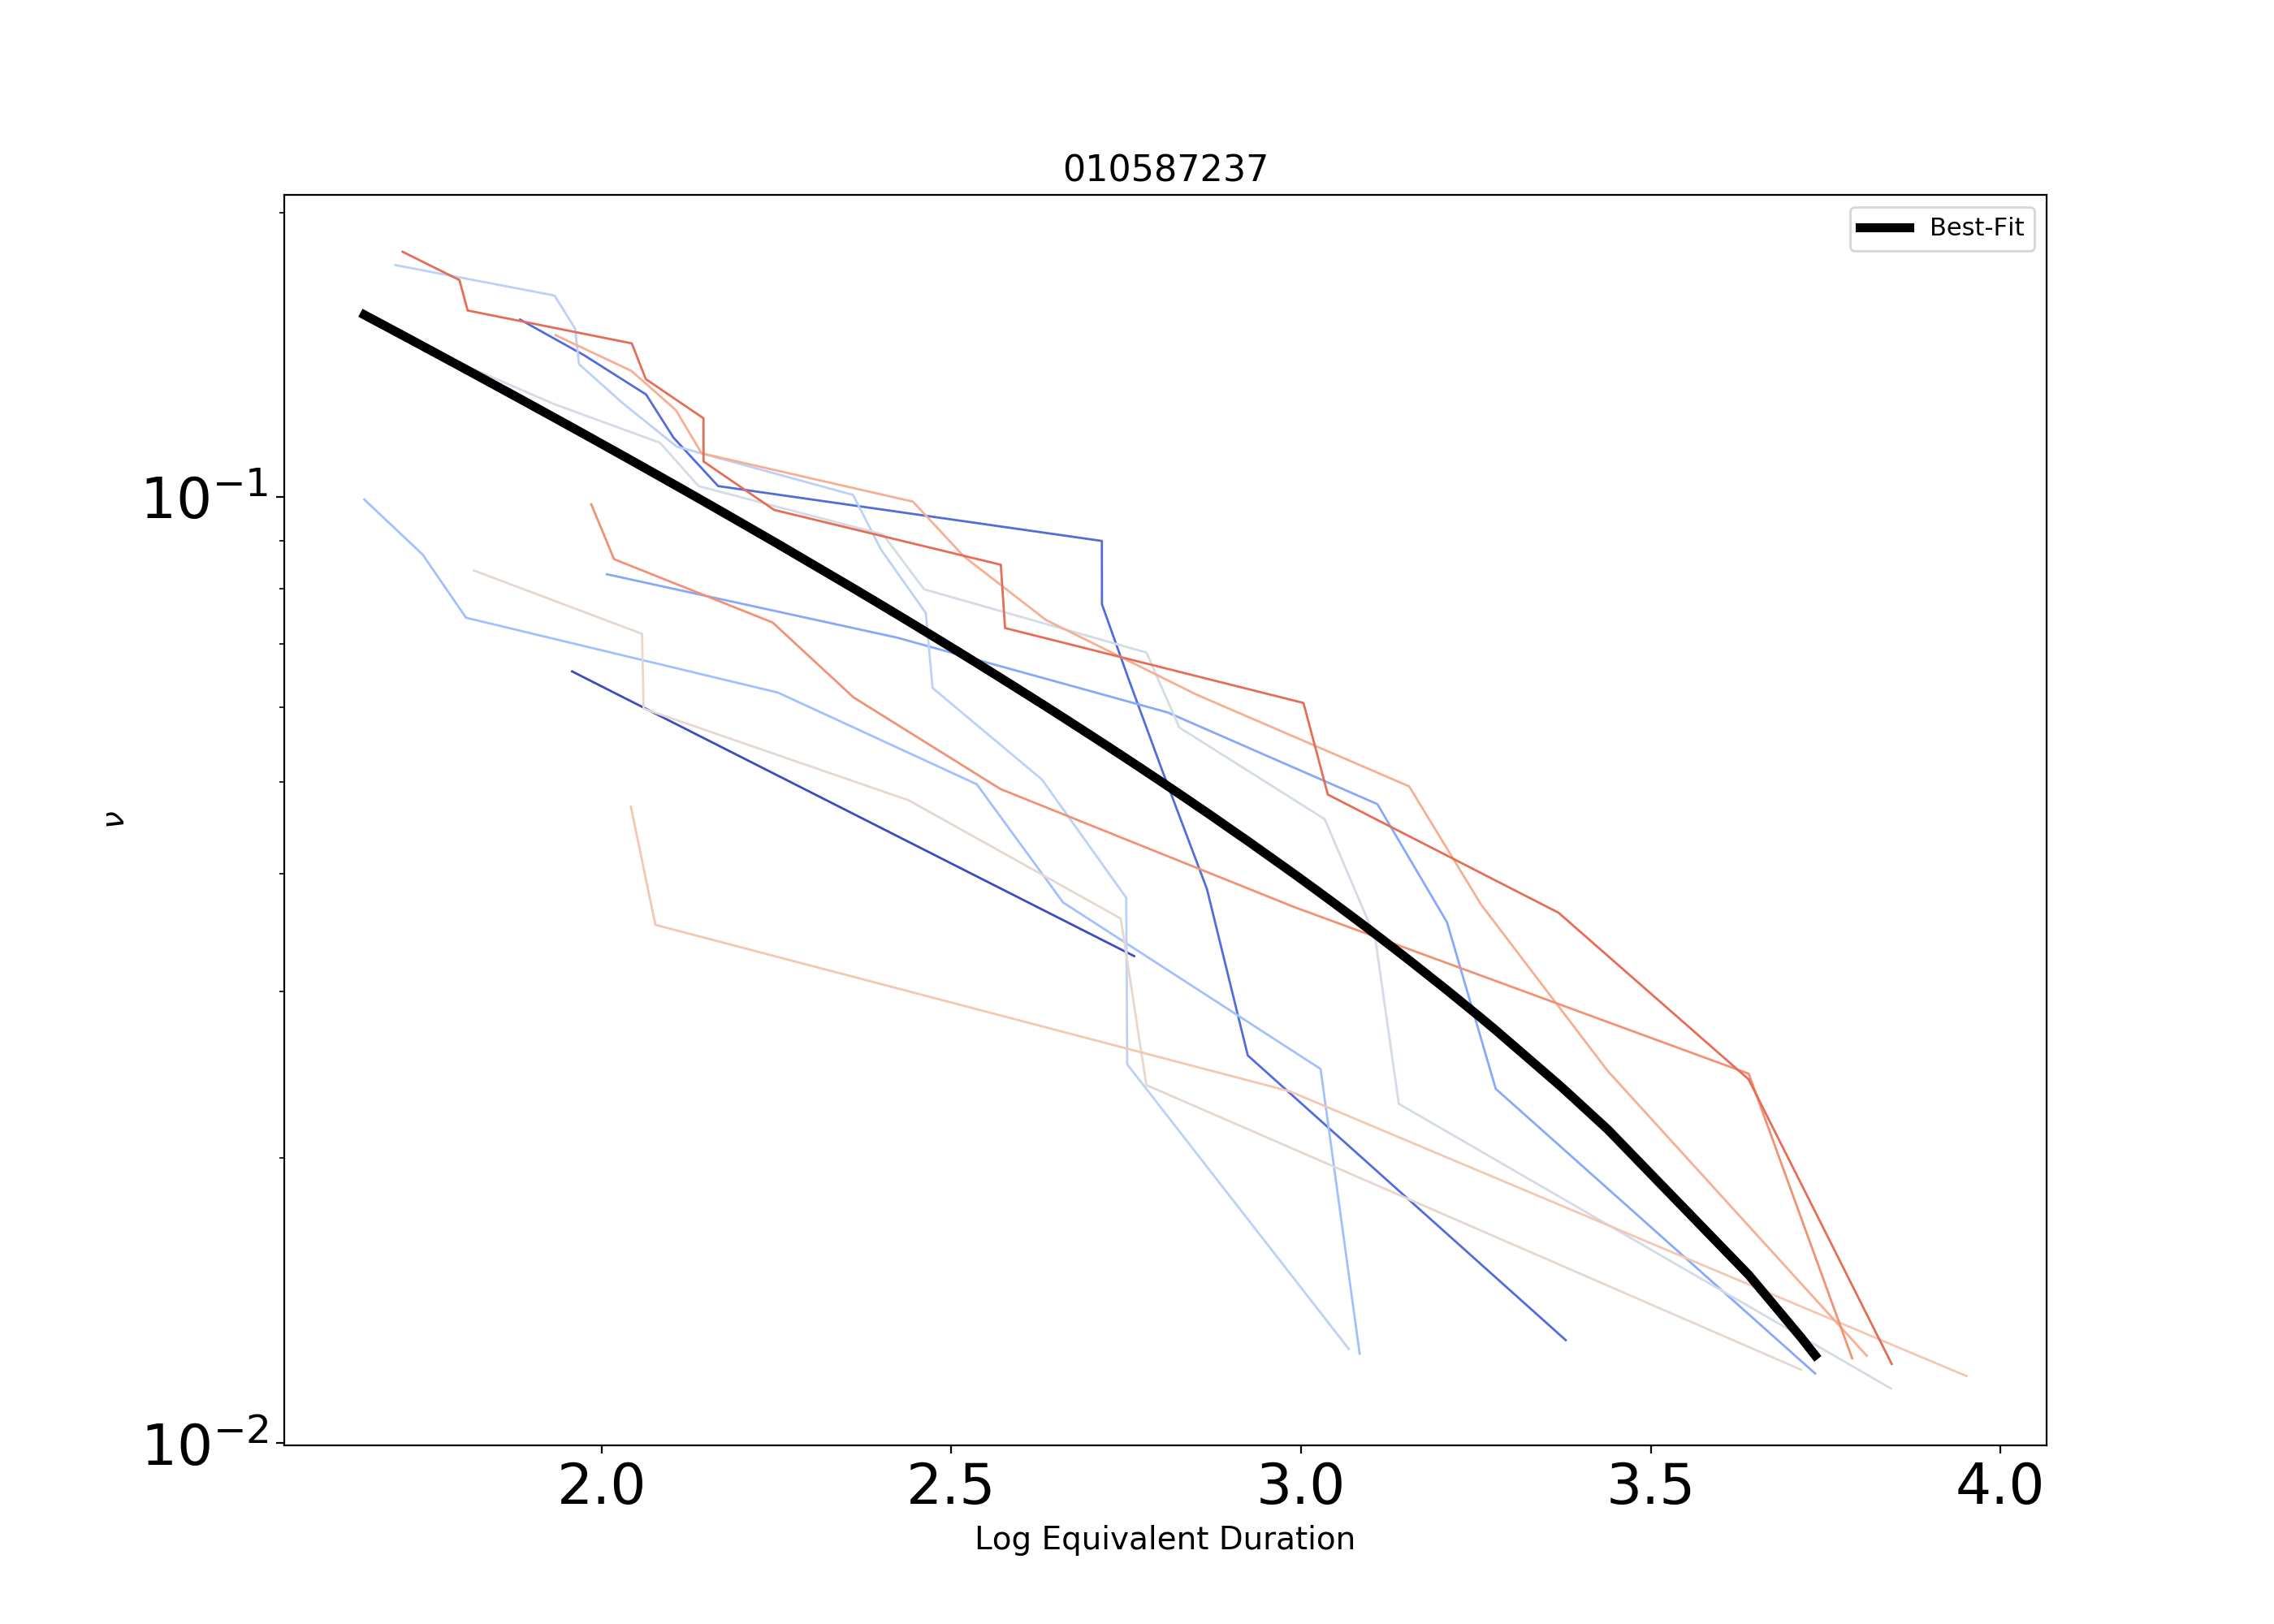 010587237
Best-Fit
10⁻¹
ν
10⁻²
2.0 2.5 3.0 3.5 4.0
Log Equivalent Duration